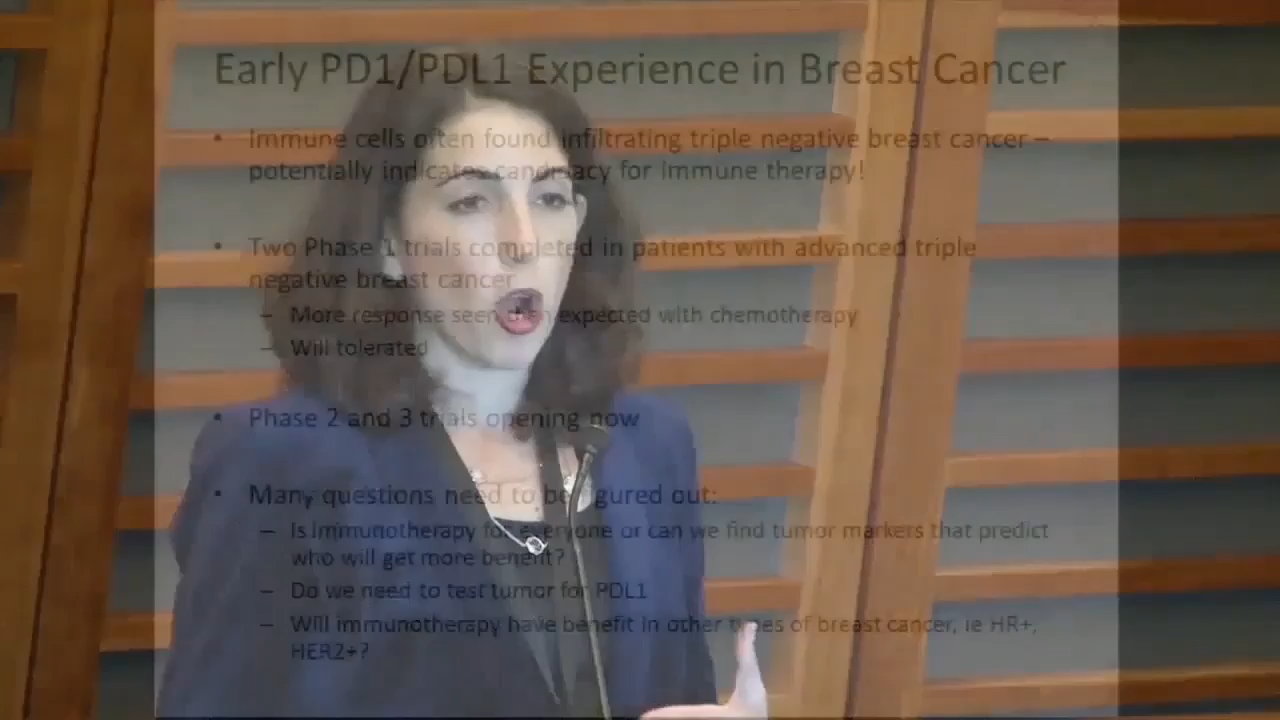 Early PD1/PDL1 Experience in Breast Cancer
• Immune cells often found infiltrating triple negative breast cancer –
potentially indicates candidacy for immune therapy!
• Two Phase 1 trials completed in patients with advanced triple
negative breast cancer
– More response seen than expected with chemotherapy
– Will tolerated
• Phase 2 and 3 trials opening now
• Many questions need to be figured out:
– Is immunotherapy for everyone or can we find tumor markers that predict
who will get more benefit?
– Do we need to test tumor for PDL1
– Will immunotherapy have benefit in other types of breast cancer, ie HR+,
HER2+?